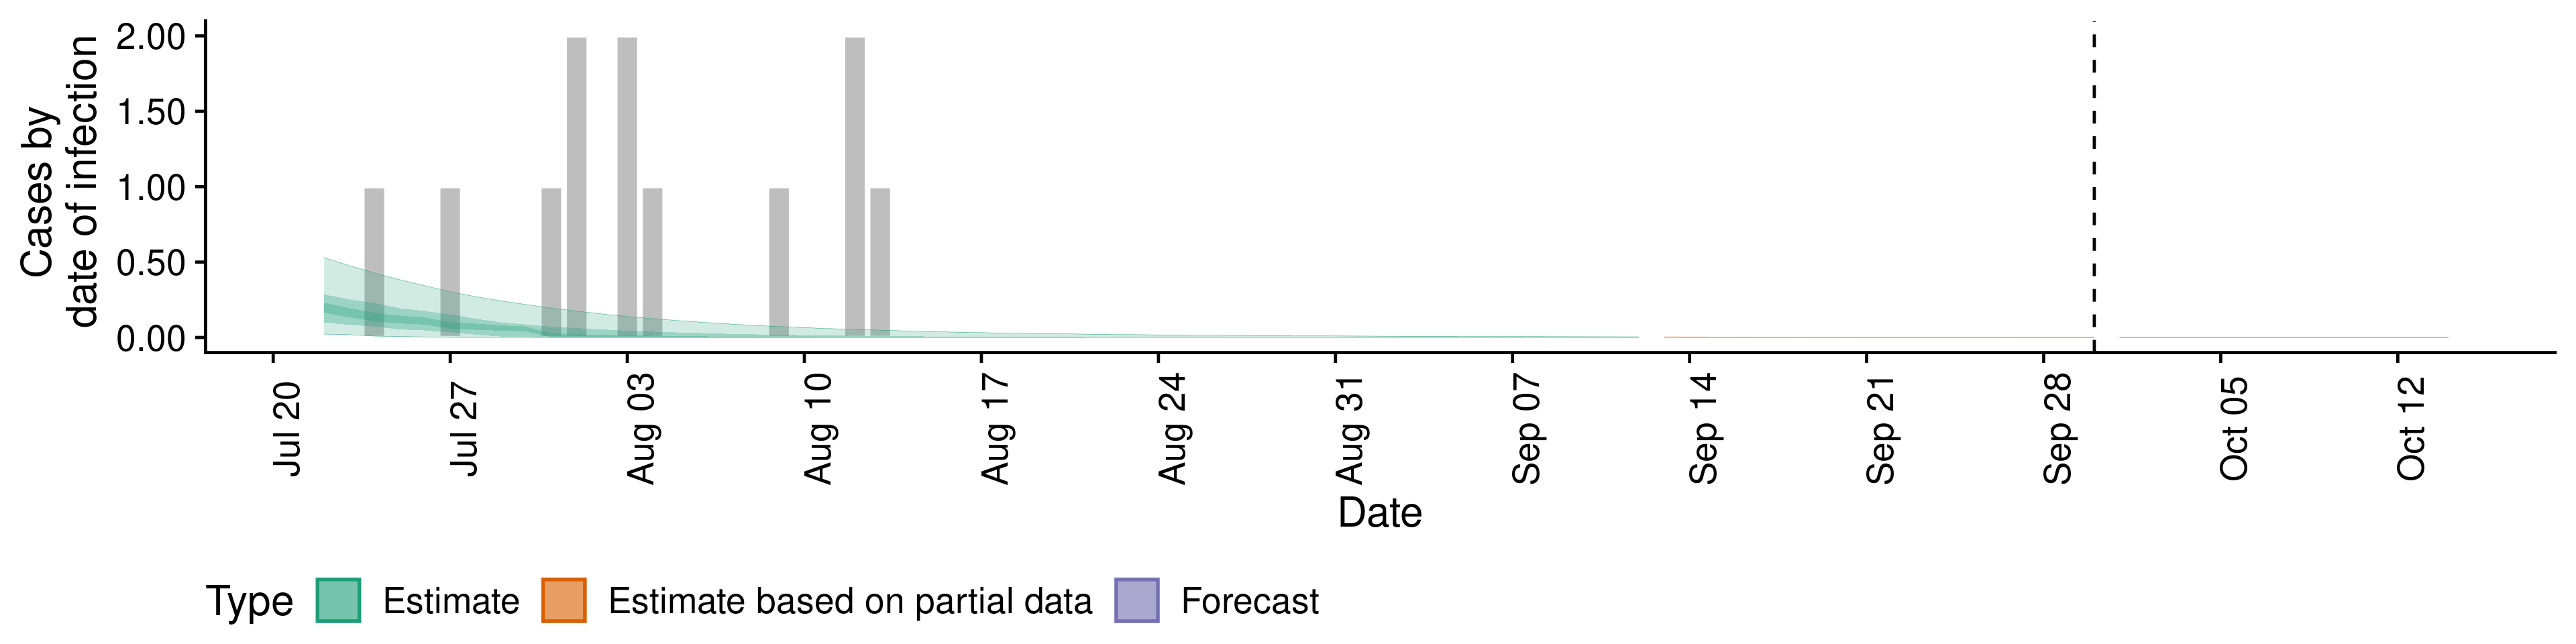 Cases by
date of infection
2.00
1.50
1.00
0.50
0.00
Jul 20
Jul 27
Aug 03
Aug 10
Aug 17
Aug 24
Aug 31
Sep 07
Sep 14
Sep 21
Sep 28
Oct 05
Oct 12
Date
Type Estimate Estimate based on partial data Forecast